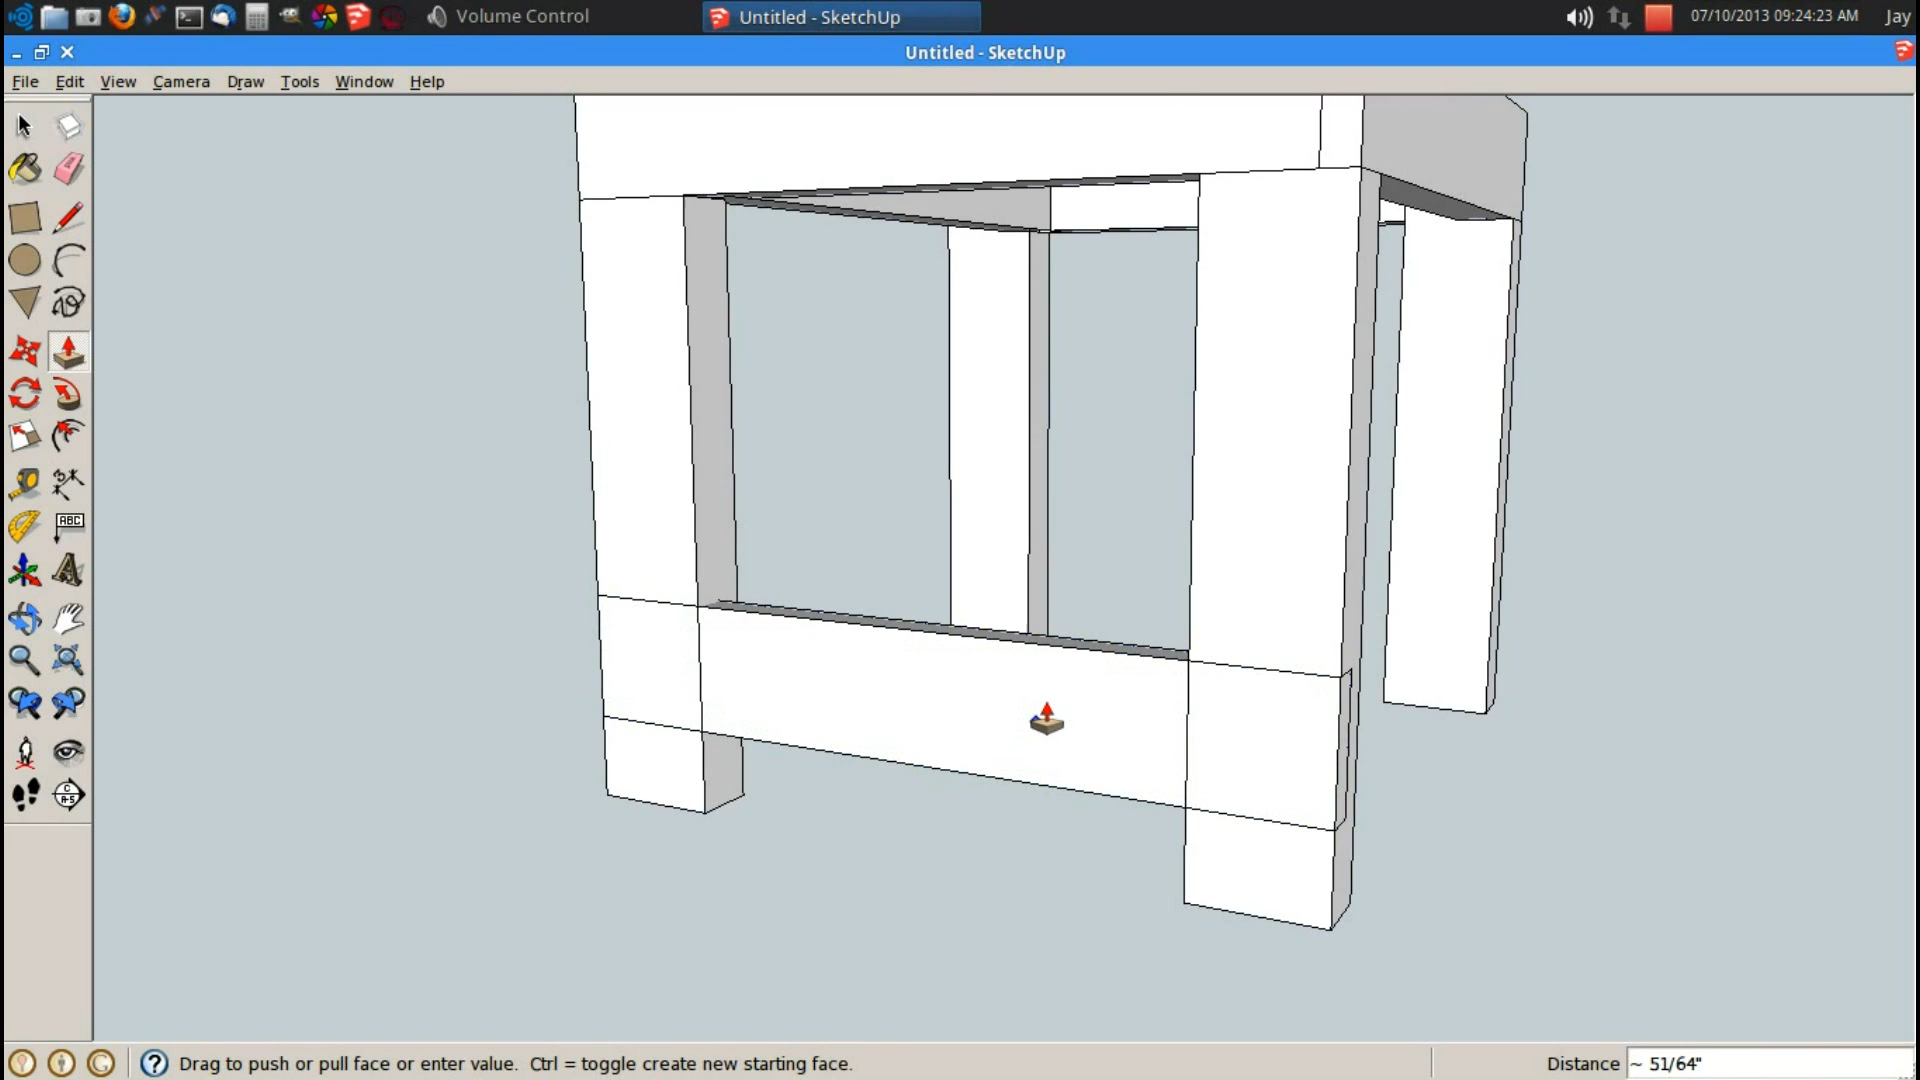 Volume Control
Untitled - SketchUp
07/10/2013 09:24:23 AM
Jay
Untitled - SketchUp
File Edit View Camera Draw Tools Window Help
ABC
A
Drag to push or pull face or enter value. Ctrl = toggle create new starting face.
Distance ~ 51/64"